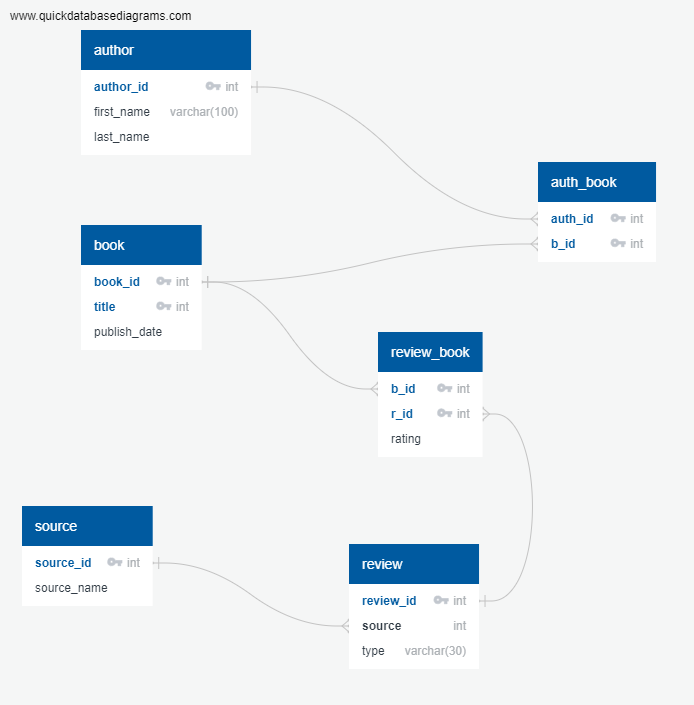 www.quickdatabasediagrams.com
author
author_id int
first_name varchar(100)
last_name
auth_book
auth_id int
b_id int
book
book_id int
title int
publish_date
review_book
b_id int
r_id int
rating
source
source_id int
source_name
review
review_id int
source int
type varchar(30)